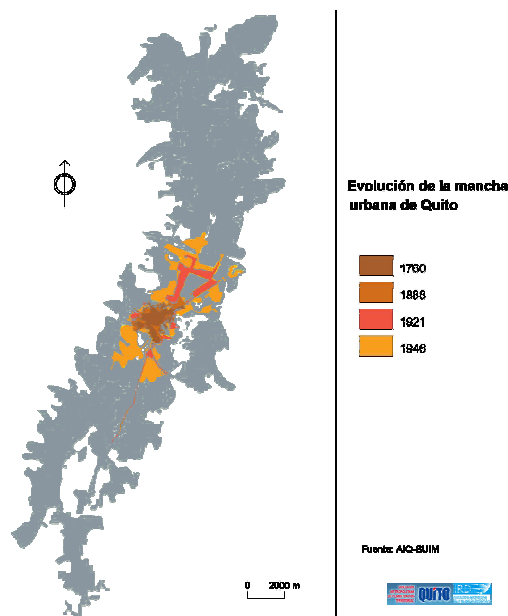 Evolución de la mancha
urbana de Quito
1760
1888
1921
1946
Fuente: AIQ-SUIM
0 2000 m
QUITO